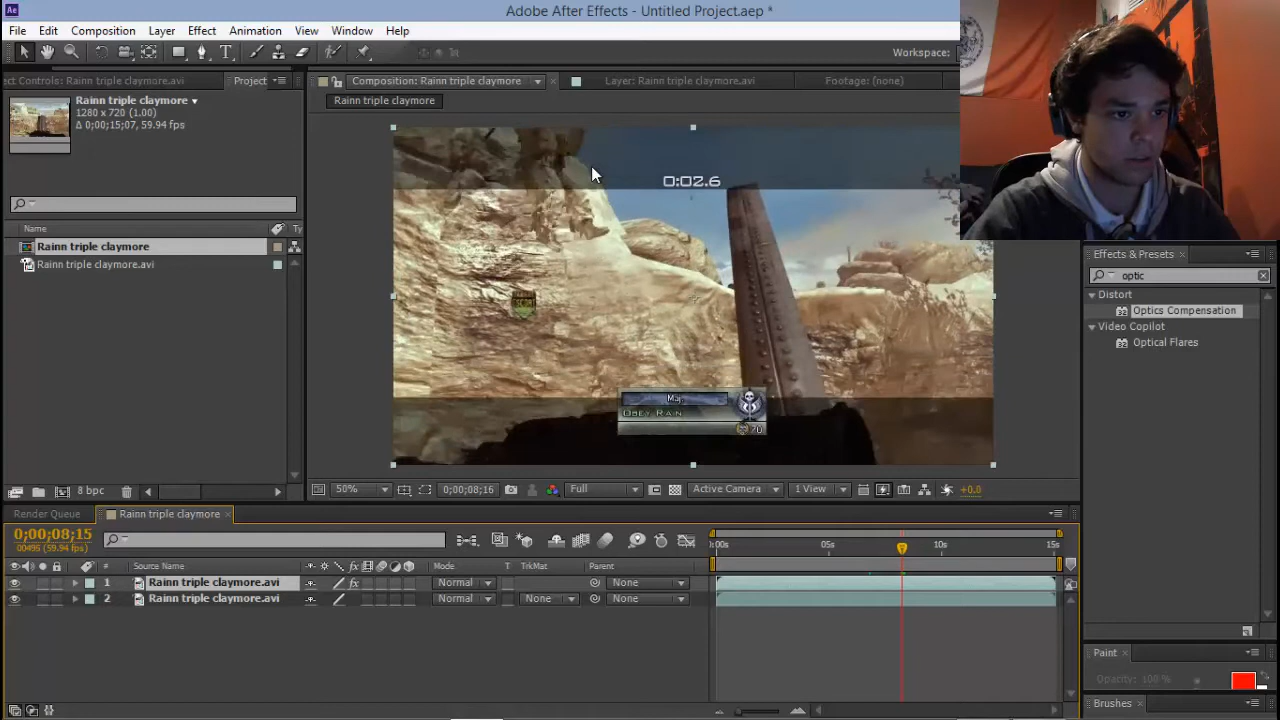 Ae Adobe After Effects - Untitled Project.aep *
File Edit Composition Layer Effect Animation View Window Help
T Workspace:
ct Controls: Rainn triple claymore.avi Project Composition: Rainn triple claymore Layer: Rainn triple claymore.avi Footage: (none)
Rainn triple claymore
Rainn triple claymore
1280 x 720 (1.00)
Δ 0;00;15;07, 59.94 fps
0:02.6
Map
Obey Rain
70
Name Ty
Rainn triple claymore
Rainn triple claymore.avi
Effects & Presets
optic
Distort
Optics Compensation
Video Copilot
Optical Flares
8 bpc
50% 0;00;08;16 Full Active Camera 1 View +0.0
Render Queue Rainn triple claymore
0;00;08;15
00495 (59.94 fps)
:00s 05s 10s 15s
# Source Name fx Mode T TrkMat Parent
1 Rainn triple claymore.avi fx Normal None
2 Rainn triple claymore.avi Normal None None
Paint
Opacity: 100 %
Brushes